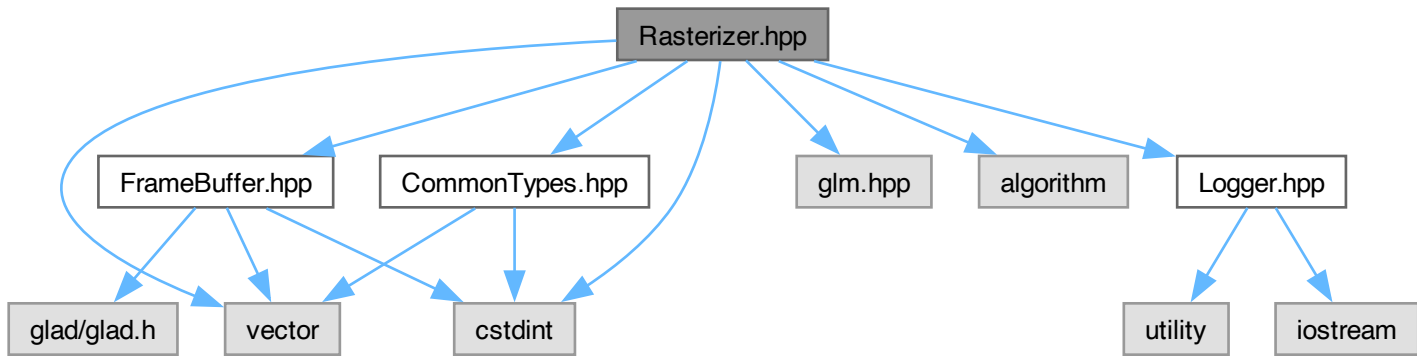 Rasterizer.hpp
FrameBuffer.hpp
CommonTypes.hpp
glm.hpp
algorithm
Logger.hpp
glad/glad.h
vector
cstdint
utility
iostream